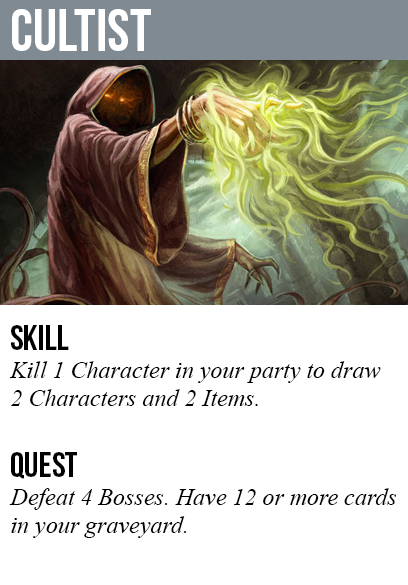 CULTIST
SKILL
Kill 1 Character in your party to draw
2 Characters and 2 Items.
QUEST
Defeat 4 Bosses. Have 12 or more cards
in your graveyard.